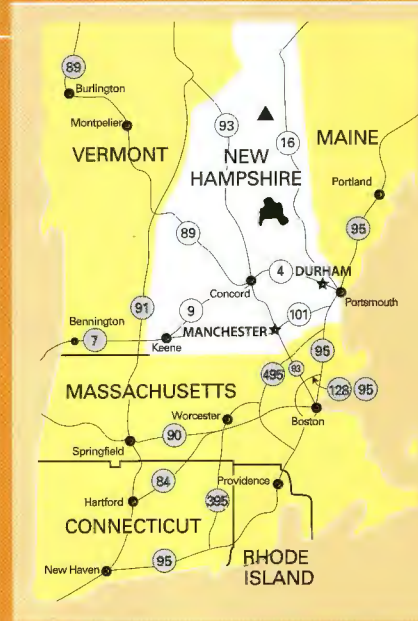 89
Burlington
Montpelier
VERMONT
93
16
MAINE
NEW
HAMPSHIRE
Portland
95
89
4
DURHAM
Concord
Portsmouth
91
9
101
Bennington
7
Keene
MANCHESTER
95
495
93
MASSACHUSETTS
128
95
Worcester
Boston
90
Springfield
84
Providence
Hartford
395
CONNECTICUT
95
New Haven
RHODE
ISLAND